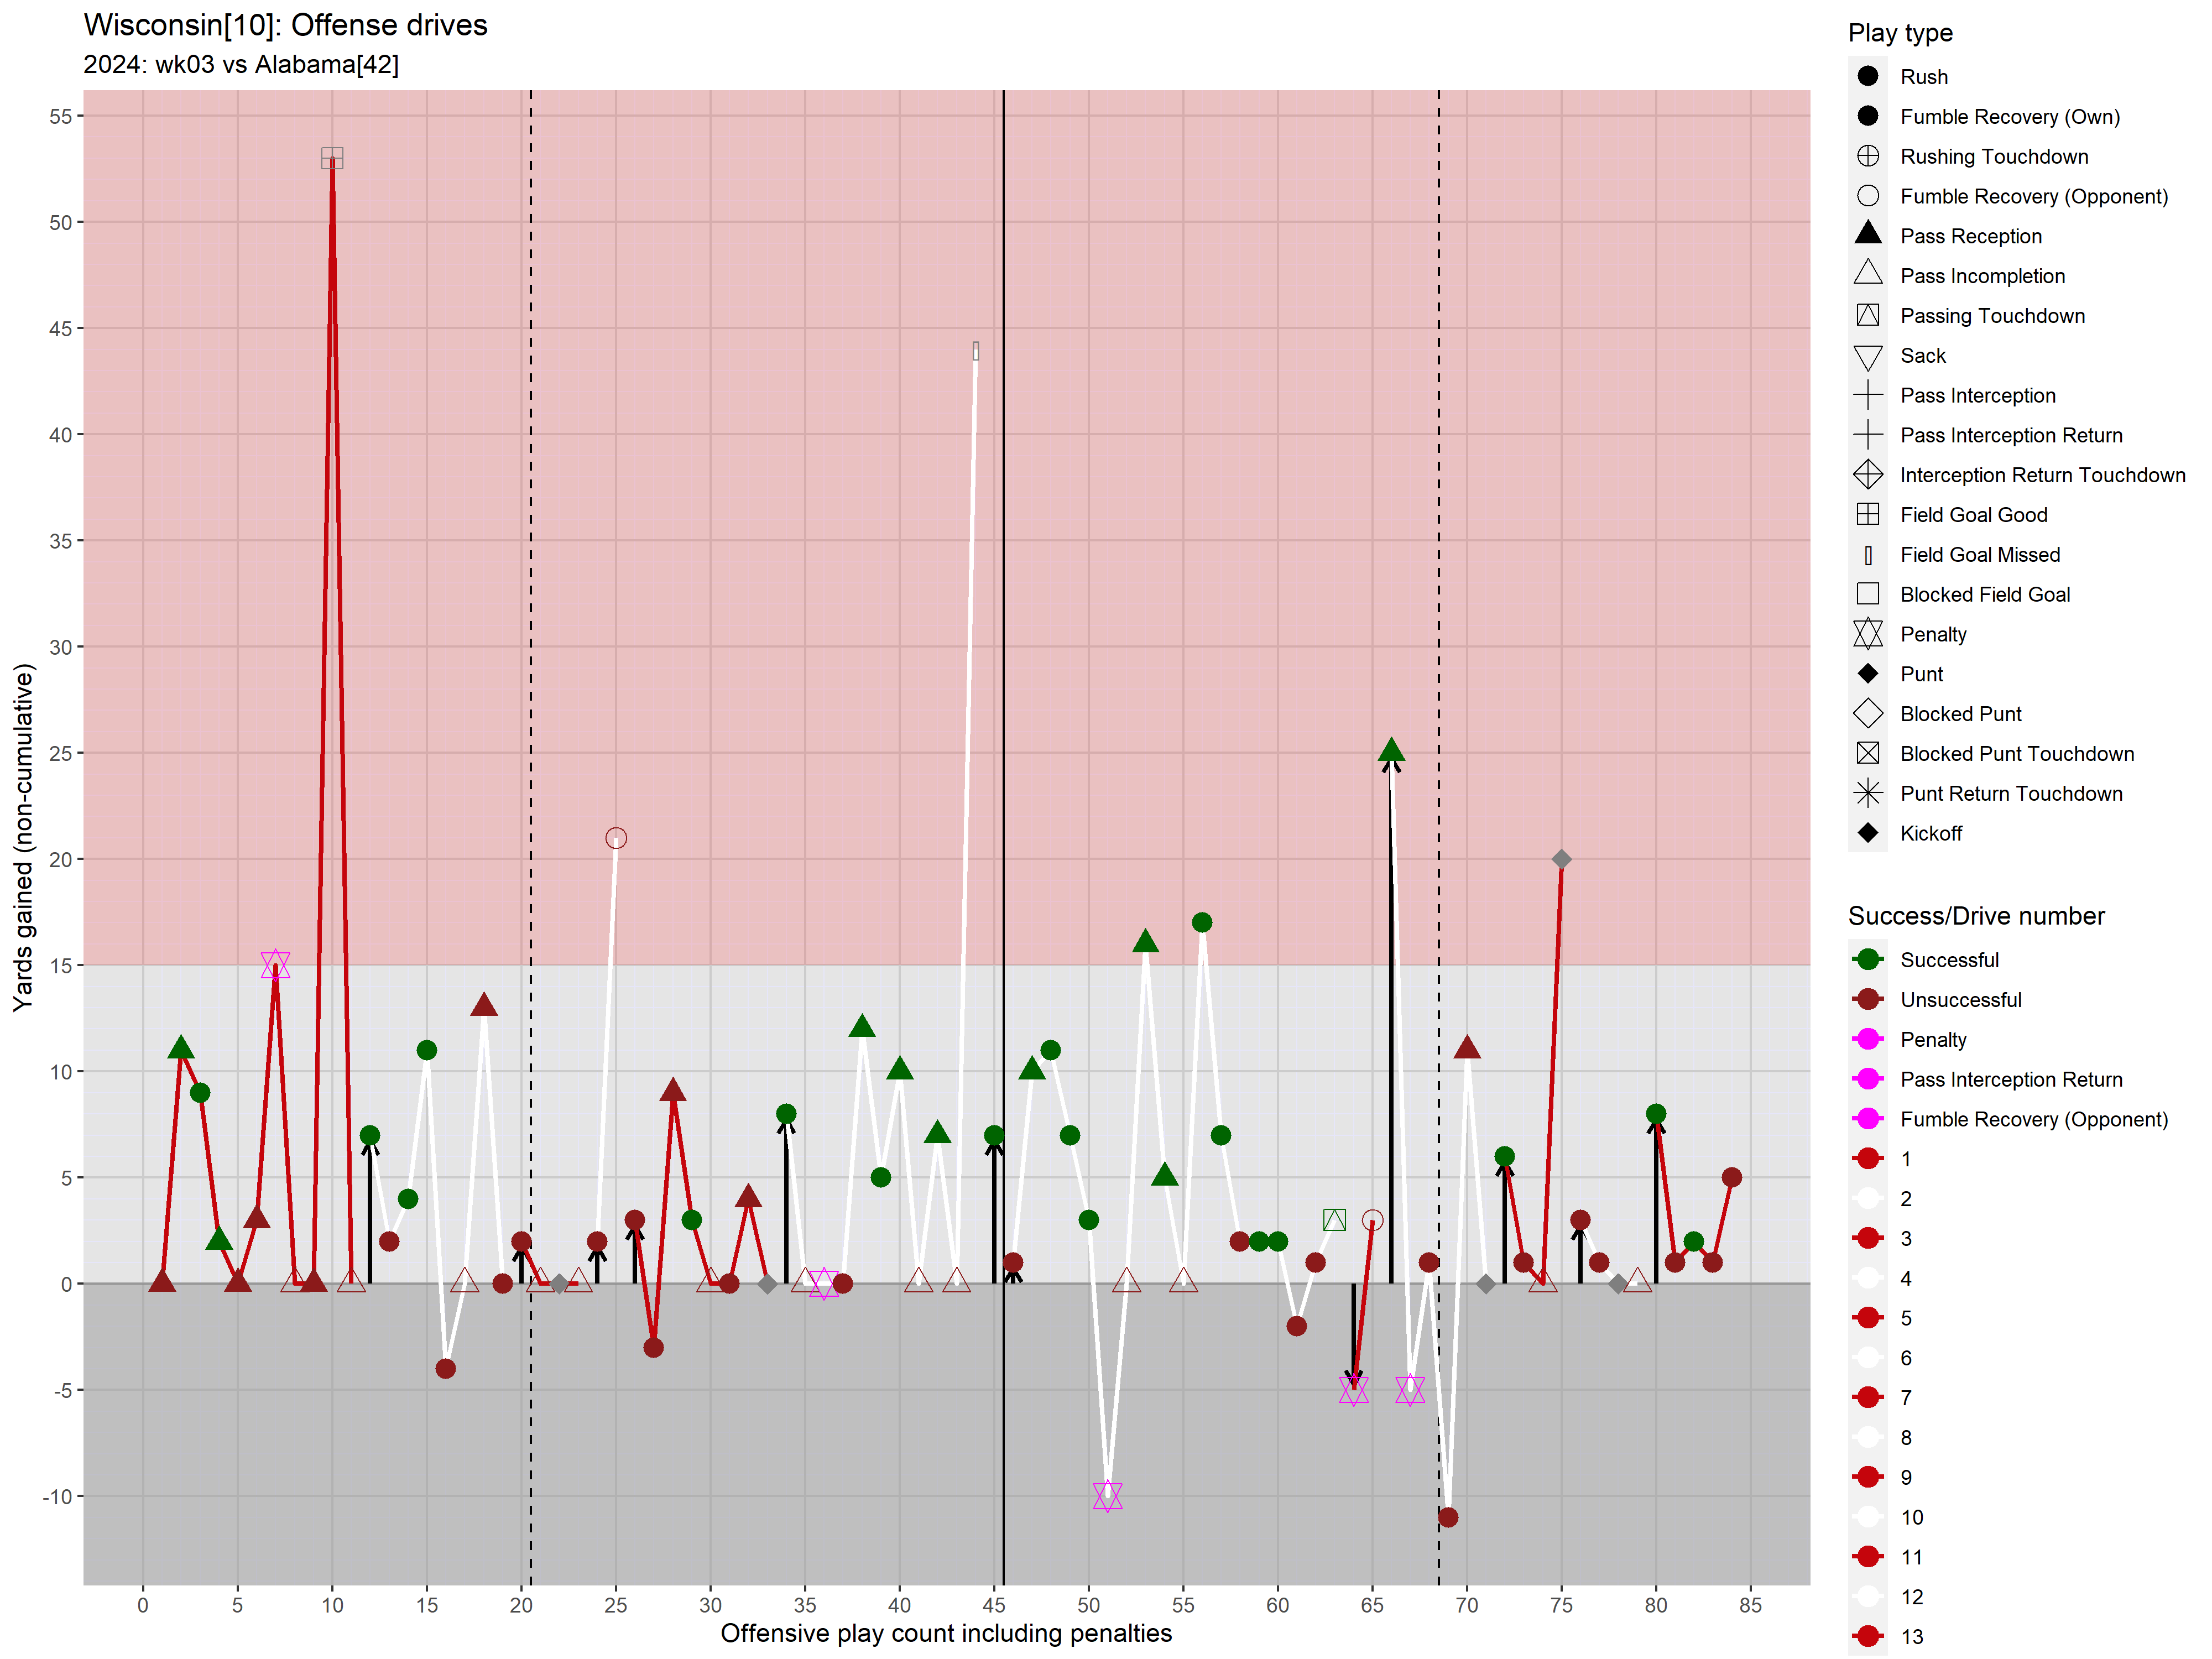 Wisconsin[10]: Offense drives
2024: wk03 vs Alabama[42]
Yards gained (non-cumulative)
55
50
45
40
35
30
25
20
15
10
5
0
-5
-10
0 5 10 15 20 25 30 35 40 45 50 55 60 65 70 75 80 85
Offensive play count including penalties
Play type
Rush
Fumble Recovery (Own)
Rushing Touchdown
Fumble Recovery (Opponent)
Pass Reception
Pass Incompletion
Passing Touchdown
Sack
Pass Interception
Pass Interception Return
Interception Return Touchdown
Field Goal Good
Field Goal Missed
Blocked Field Goal
Penalty
Punt
Blocked Punt
Blocked Punt Touchdown
Punt Return Touchdown
Kickoff
Success/Drive number
Successful
Unsuccessful
Penalty
Pass Interception Return
Fumble Recovery (Opponent)
1
2
3
4
5
6
7
8
9
10
11
12
13